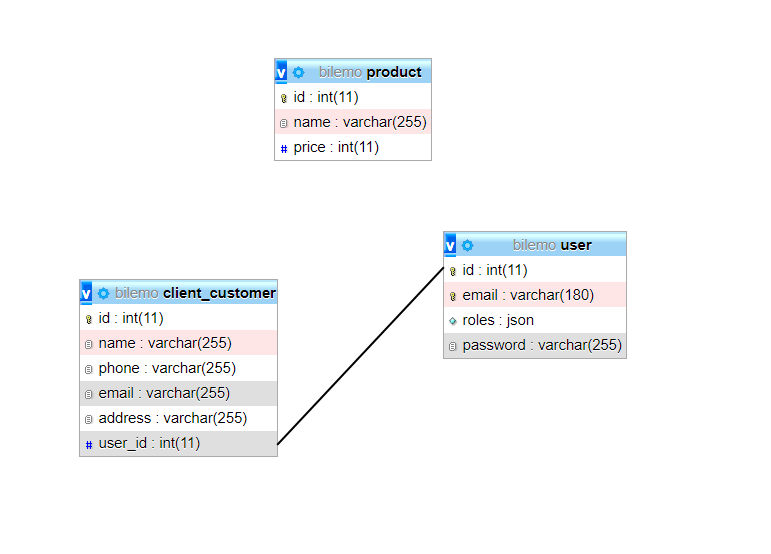 v bilemo product
id : int(11)
name : varchar(255)
# price : int(11)
v bilemo user
id : int(11)
email : varchar(180)
roles : json
password : varchar(255)
v bilemo client_customer
id : int(11)
name : varchar(255)
phone : varchar(255)
email : varchar(255)
address : varchar(255)
# user_id : int(11)